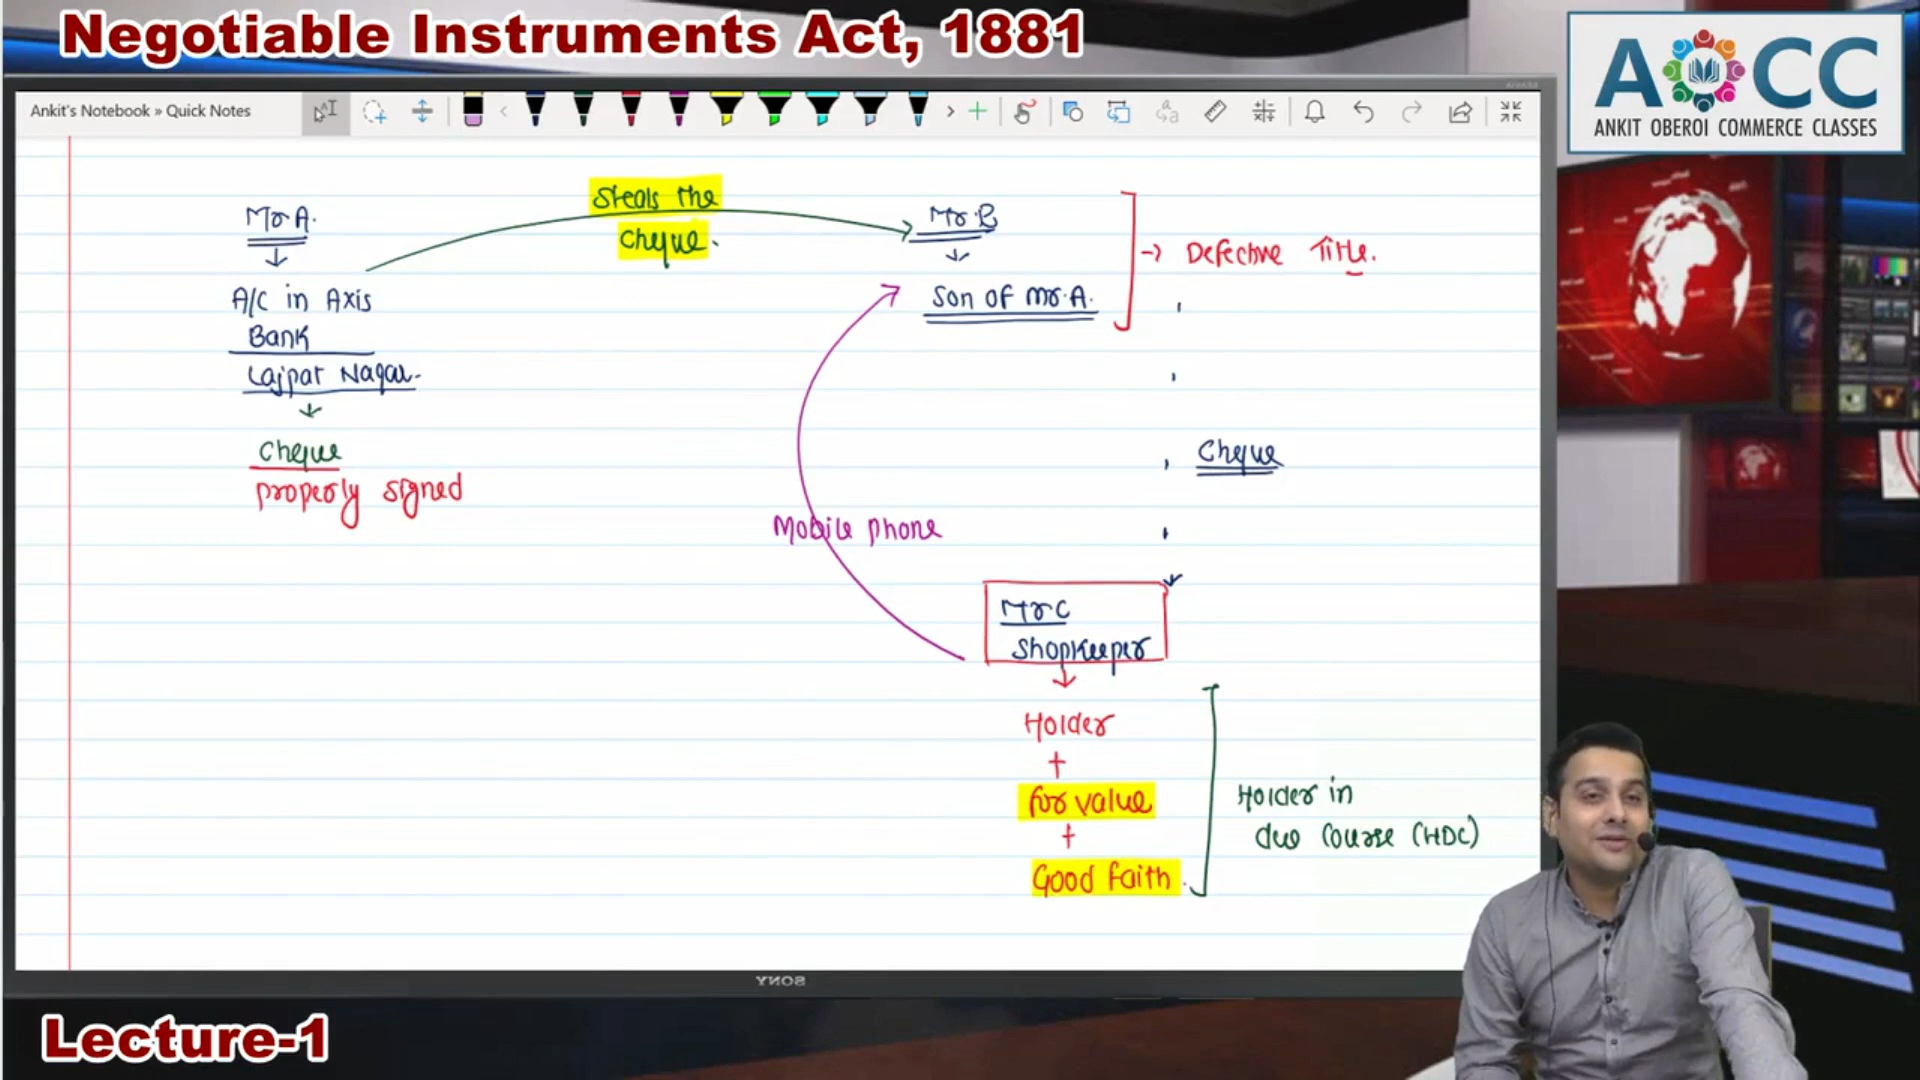 Negotiable Instruments Act, 1881
AOCC
ANKIT OBEROI COMMERCE CLASSES
Ankit's Notebook » Quick Notes
Mr A.
Steals the
Cheque.
Mr. B
Defective Title.
A/C in Axis
Bank
Lajpat Nagar.
Son of Mr. A.
Cheque
properly signed
Cheque
Mobile phone
Mr C
Shopkeeper
Holder
+
for value
+
Good faith.
Holder in
due course (HDC)
SONY
Lecture-1